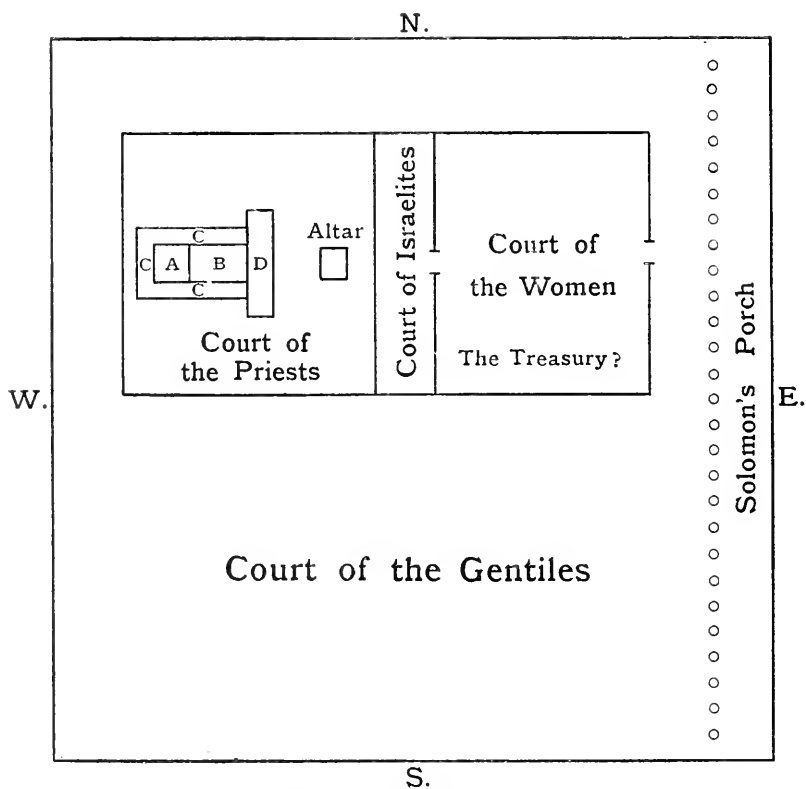 N.
Court of Israelites
Altar
C
C A B D
C
Court of
the Women
Court of
the Priests
The Treasury?
Solomon's Porch
W.
E.
Court of the Gentiles
S.